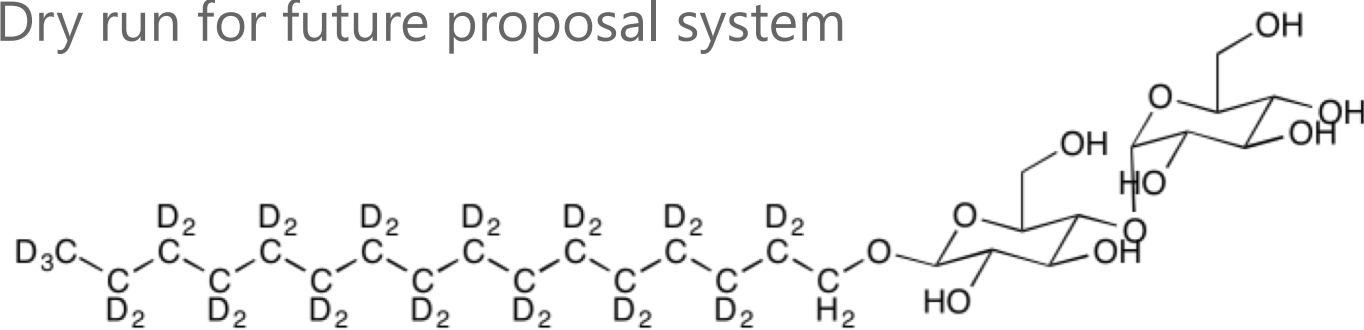 Dry run for future proposal system
OH
O
OH
OH
OH
HO
D2 D2 D2 D2 D2 D2 D2 O
O
D3C C C C C C C C O OH
C C C C C C C C
D2 D2 D2 D2 D2 D2 D2 H2 HO